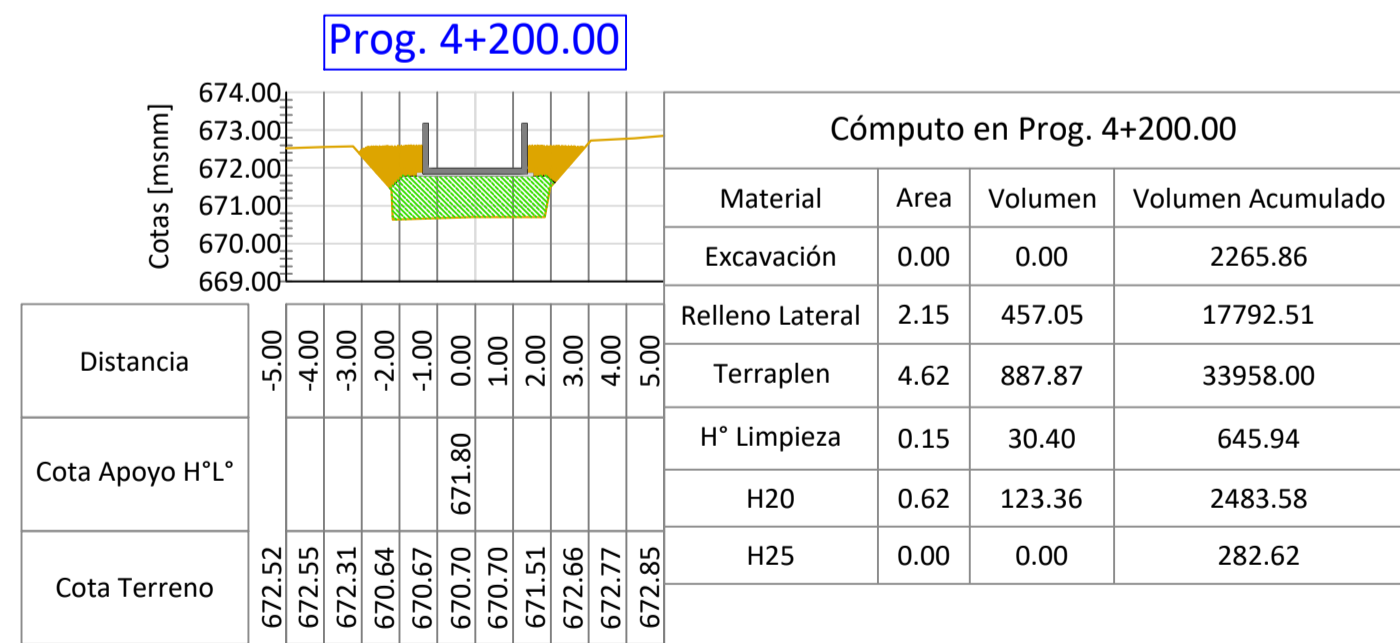 Prog. 4+200.00
Cotas [msnm]
674.00
673.00
672.00
671.00
670.00
669.00
Distancia -5.00 -4.00 -3.00 -2.00 -1.00 0.00 1.00 2.00 3.00 4.00 5.00
Cota Apoyo H°L° 671.80
Cota Terreno 672.52 672.55 672.31 670.64 670.67 670.70 670.70 671.51 672.66 672.77 672.85
Cómputo en Prog. 4+200.00
Material Area Volumen Volumen Acumulado
Excavación 0.00 0.00 2265.86
Relleno Lateral 2.15 457.05 17792.51
Terraplen 4.62 887.87 33958.00
H° Limpieza 0.15 30.40 645.94
H20 0.62 123.36 2483.58
H25 0.00 0.00 282.62